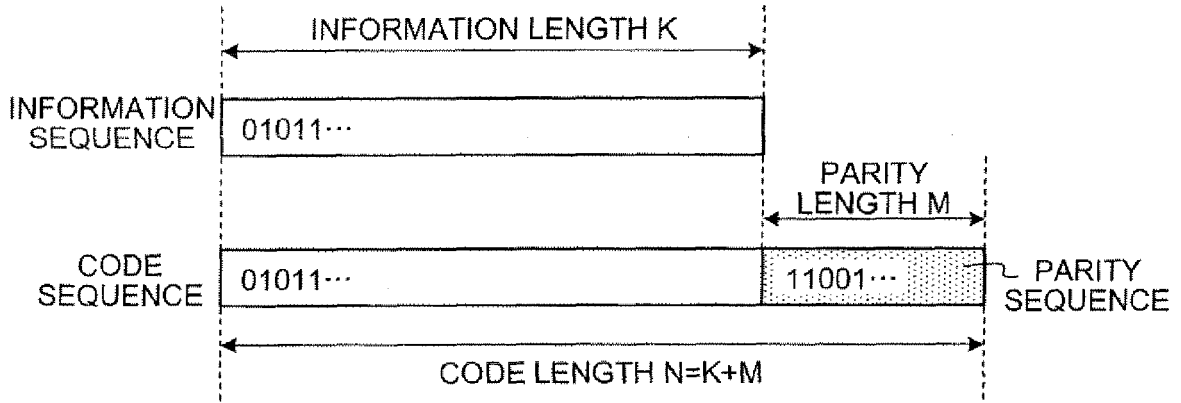 INFORMATION LENGTH K
INFORMATION
SEQUENCE
01011···
PARITY
LENGTH M
CODE
SEQUENCE
01011···
11001···
PARITY
SEQUENCE
CODE LENGTH N=K+M